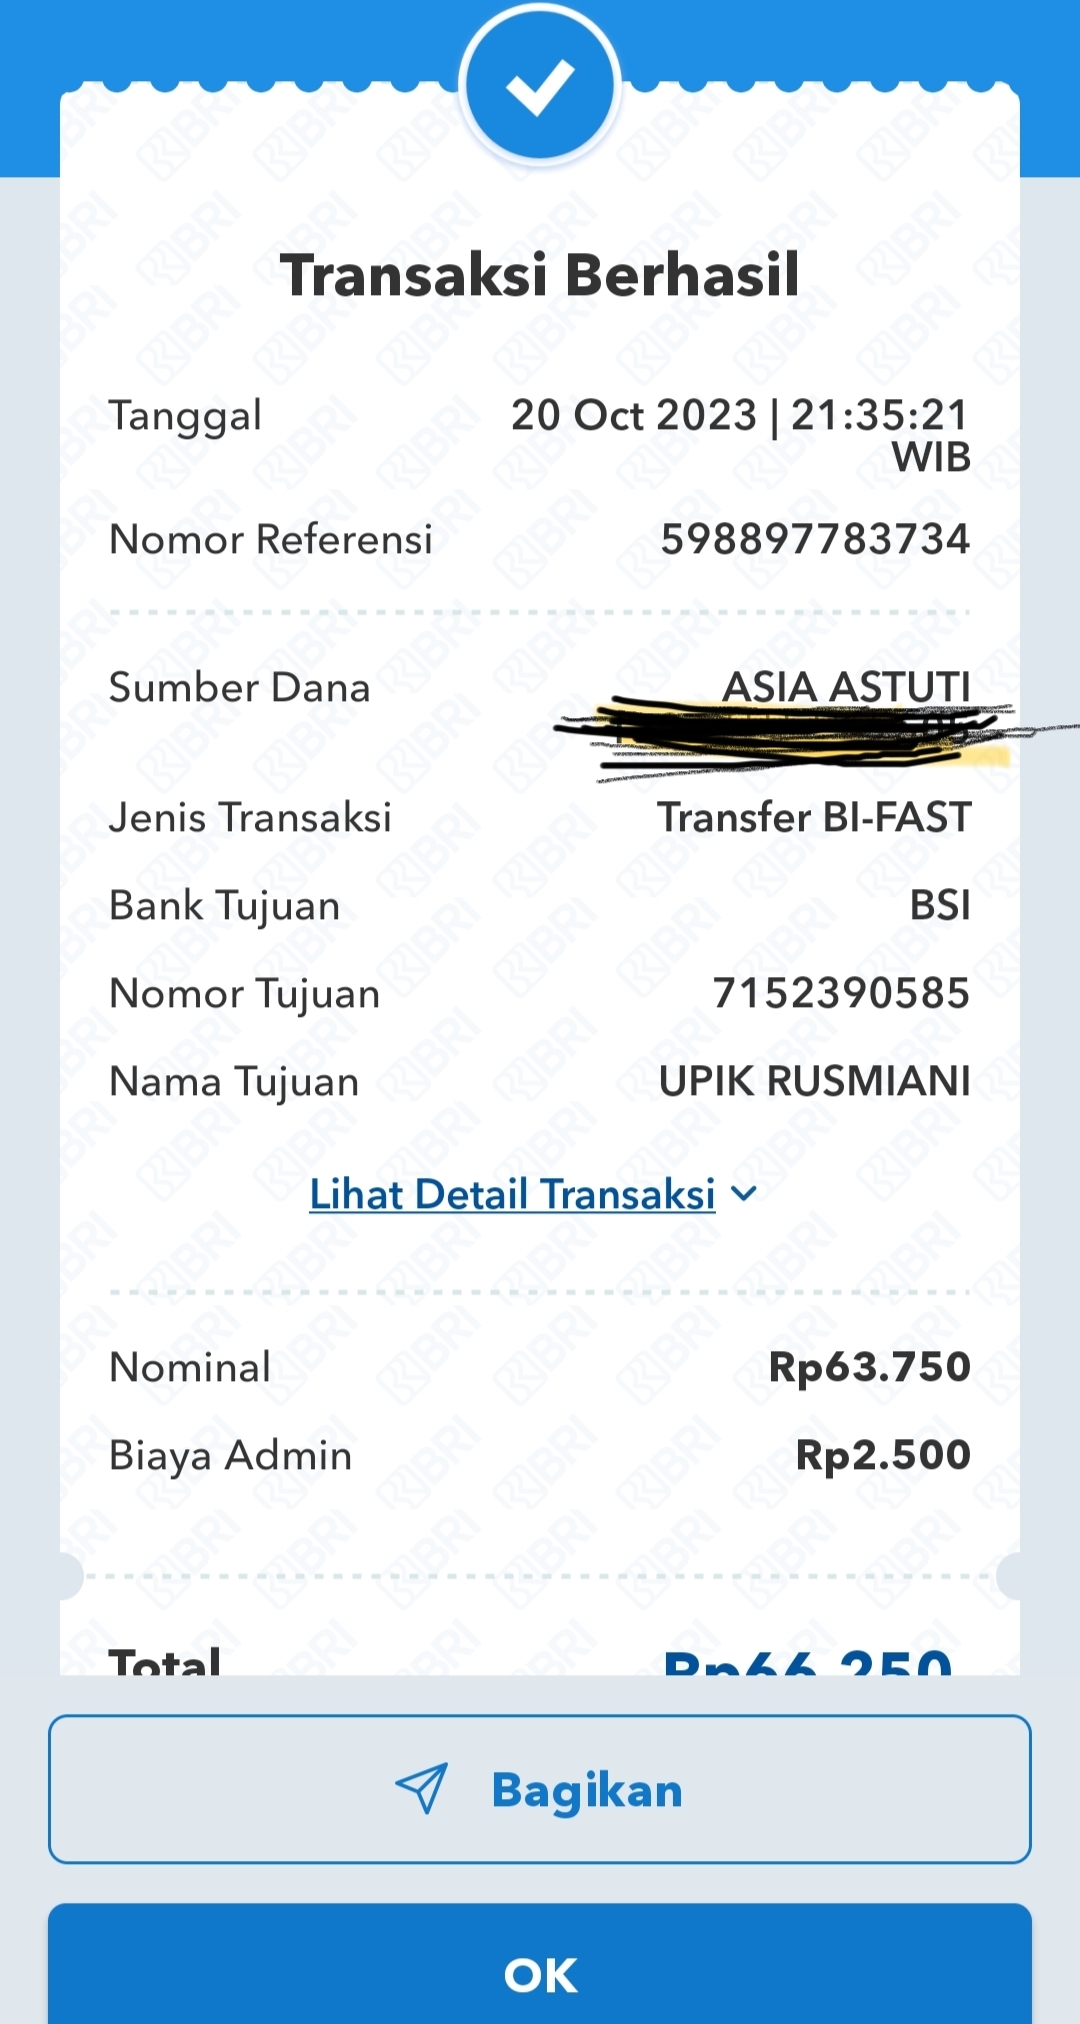 Transaksi Berhasil
Tanggal 20 Oct 2023 | 21:35:21
WIB
Nomor Referensi 598897783734
Sumber Dana ASIA ASTUTI
Jenis Transaksi Transfer BI-FAST
Bank Tujuan BSI
Nomor Tujuan 7152390585
Nama Tujuan UPIK RUSMIANI
Lihat Detail Transaksi
Nominal Rp63.750
Biaya Admin Rp2.500
Total Rp66.250
Bagikan
OK